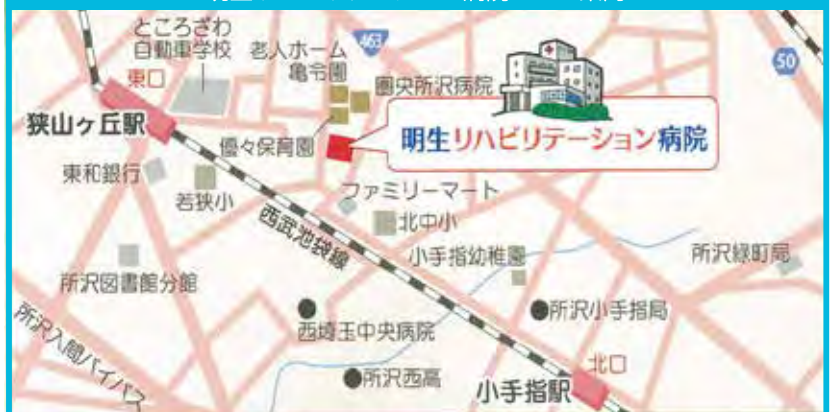 ところざわ
自動車学校
老人ホーム
亀令園
463
圏央所沢病院
50
東口
狭山ヶ丘駅
優々保育園
明生リハビリテーション病院
東和銀行
若狭小
ファミリーマート
北中小
西武池袋線
小手指幼稚園
所沢緑町局
所沢図書館分館
所沢入間バイパス
西埼玉中央病院
所沢小手指局
所沢西高
北口
小手指駅